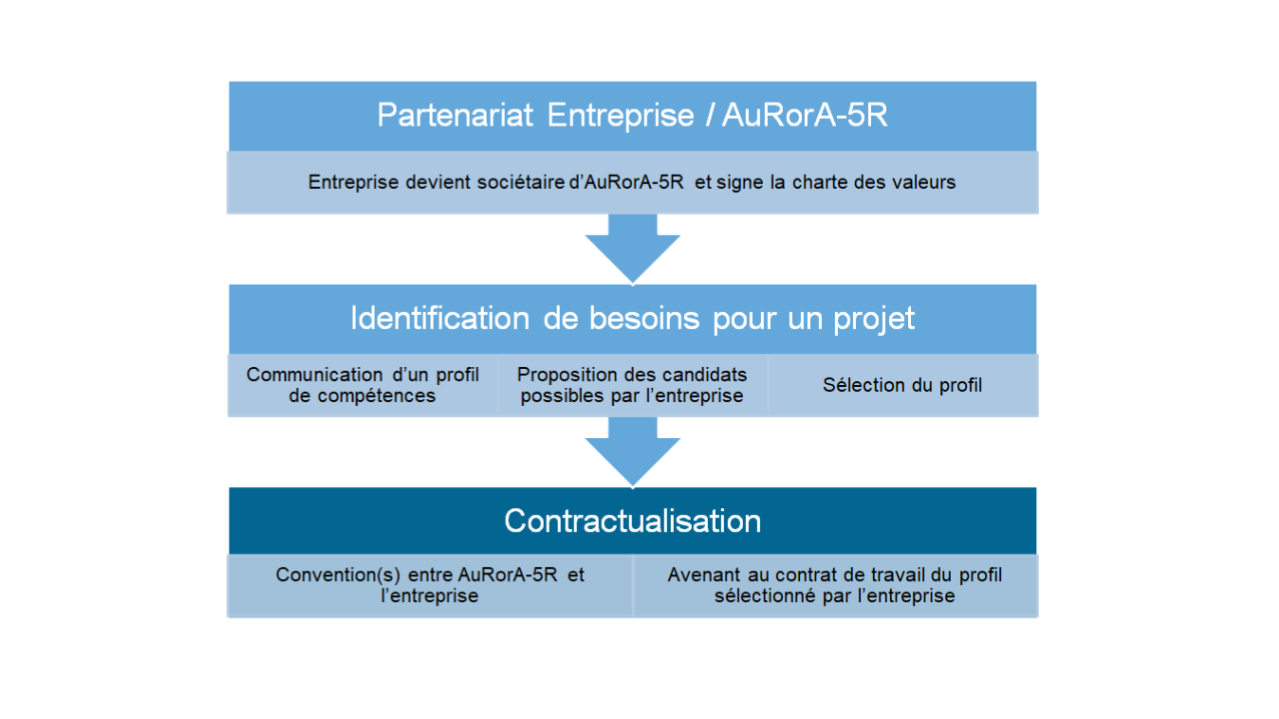 Partenariat Entreprise / AuRorA-5R
Entreprise devient sociétaire d’AuRorA-5R et signe la charte des valeurs
Identification de besoins pour un projet
Communication d’un profil
de compétences
Proposition des candidats
possibles par l’entreprise
Sélection du profil
Contractualisation
Convention(s) entre AuRorA-5R et
l’entreprise
Avenant au contrat de travail du profil
sélectionné par l’entreprise